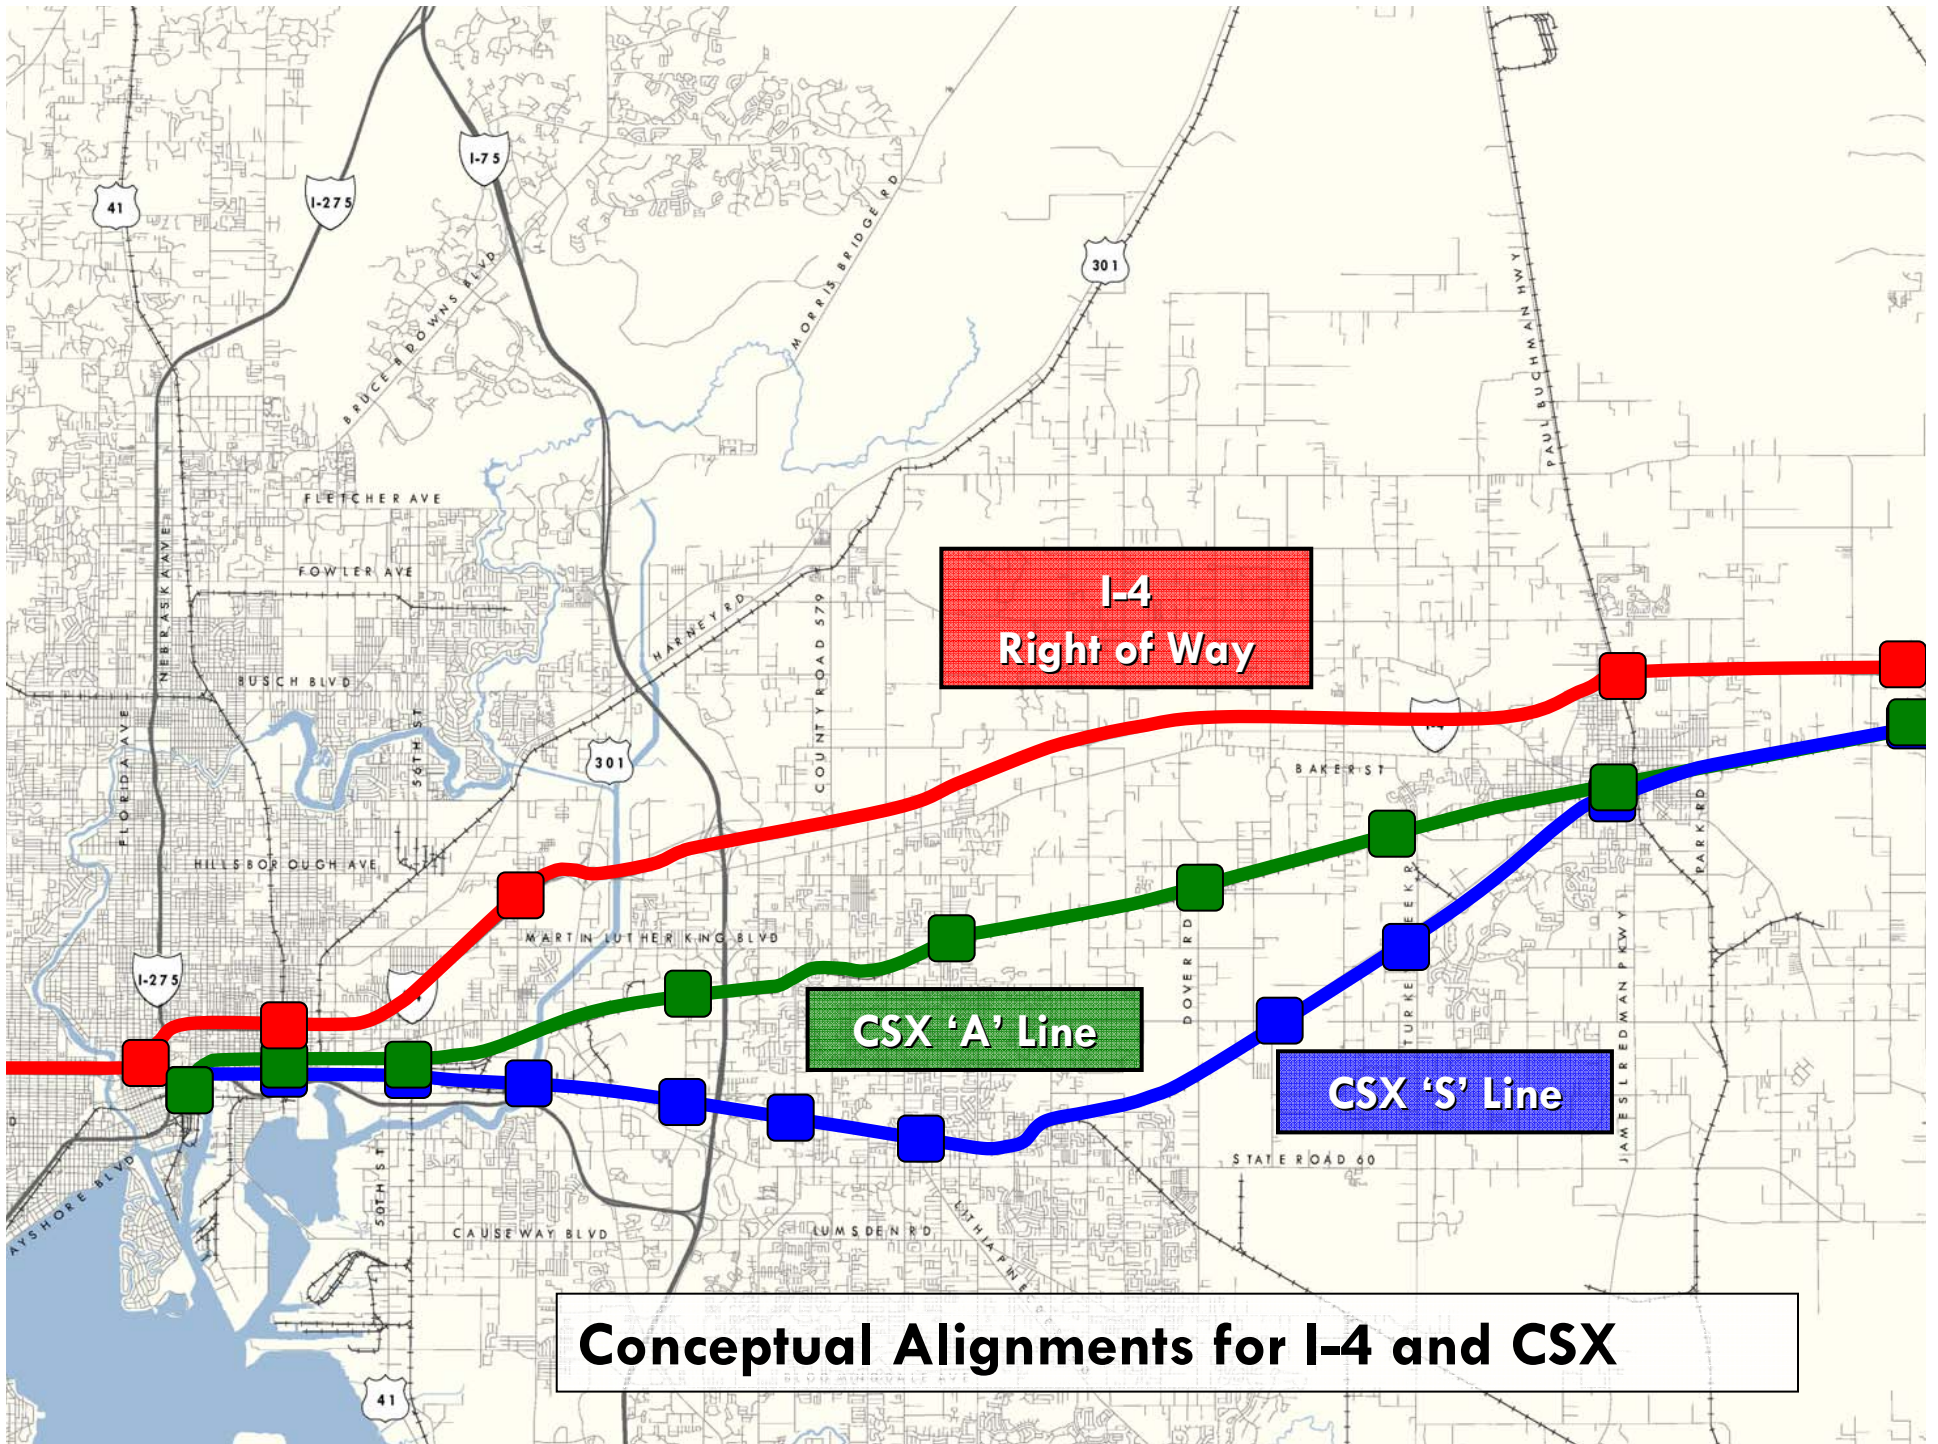 I-75
I-275
41
MORRIS BRIDGE RD
301
BRUCE B DOWNS BLVD
PAUL BUCHMAN HWY
FLETCHER AVE
NEBRASKA AVE
FOWLER AVE
I-4
Right of Way
HARNEY RD
COUNTY ROAD 579
BUSCH BLVD
FLORIDA AVE
56TH ST
301
BAKER ST
PARK RD
HILLSBOROUGH AVE
MARTIN LUTHER KING BLVD
I-275
DOVER RD
JAMES L REDMAN PKWY
CSX ‘A’ Line
CSX ‘S’ Line
STATE ROAD 60
AYSHORE BLVD
50TH ST
CAUSEWAY BLVD
LUMSDEN RD
LITHIA PINE
Conceptual Alignments for I-4 and CSX
41